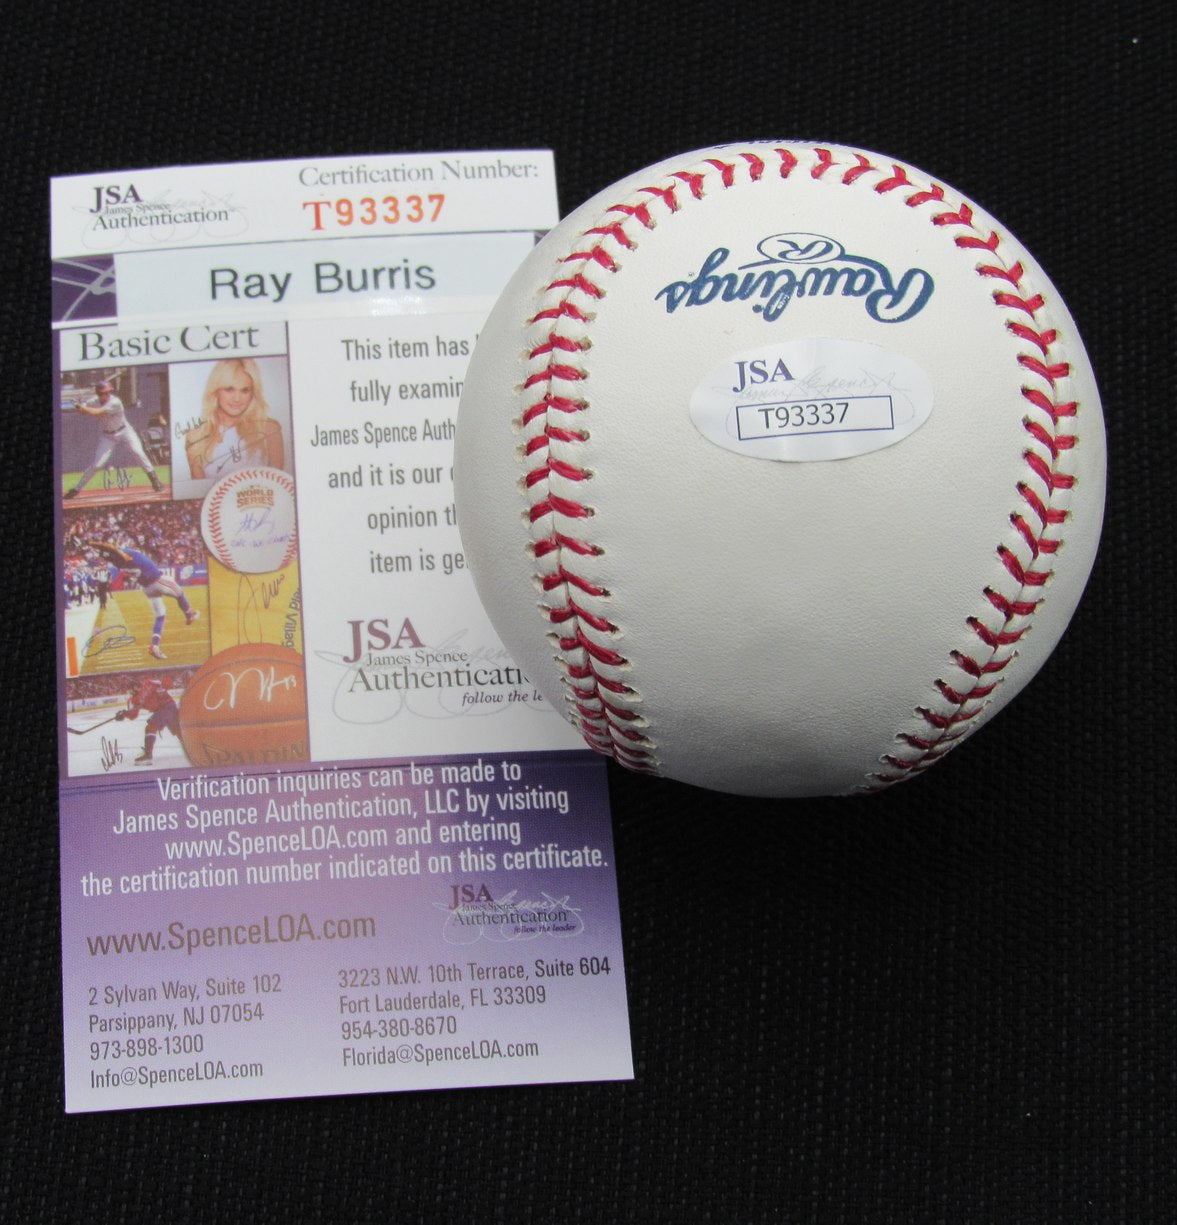 JSA
James Spence
Authentication
Certification Number:
T93337
Ray Burris
Basic Cert
This item has
fully examin
James Spence Auth
and it is our
opinion
item is ge
WORLD
SERIES
SPALDING
JSA
James Spence
Authenticati
follow the le
Verification inquiries can be made to
James Spence Authentication, LLC by visiting
www.SpenceLOA.com and entering
the certification number indicated on this certificate.
JSA
James Spence
Authentication
follow the leader
www.SpenceLOA.com
2 Sylvan Way, Suite 102
Parsippany, NJ 07054
973-898-1300
Info@SpenceLOA.com
3223 N.W. 10th Terrace, Suite 604
Fort Lauderdale, FL 33309
954-380-8670
Florida@SpenceLOA.com
R
Rawlings
JSA
T93337